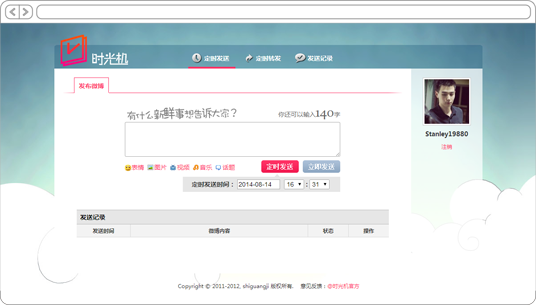 时光机
定时发送 定时转发 发送记录
发布微博
有什么新鲜事想告诉大家? 你还可以输入140字
表情 图片 视频 音乐 话题 定时发送 立即发送
定时发送时间: 2014-08-14 16 : 31
Stanley19880
注销
发送记录
发送时间 微博内容 状态 操作
Copyright © 2011-2012, shiguangji 版权所有. 意见反馈:@时光机官方